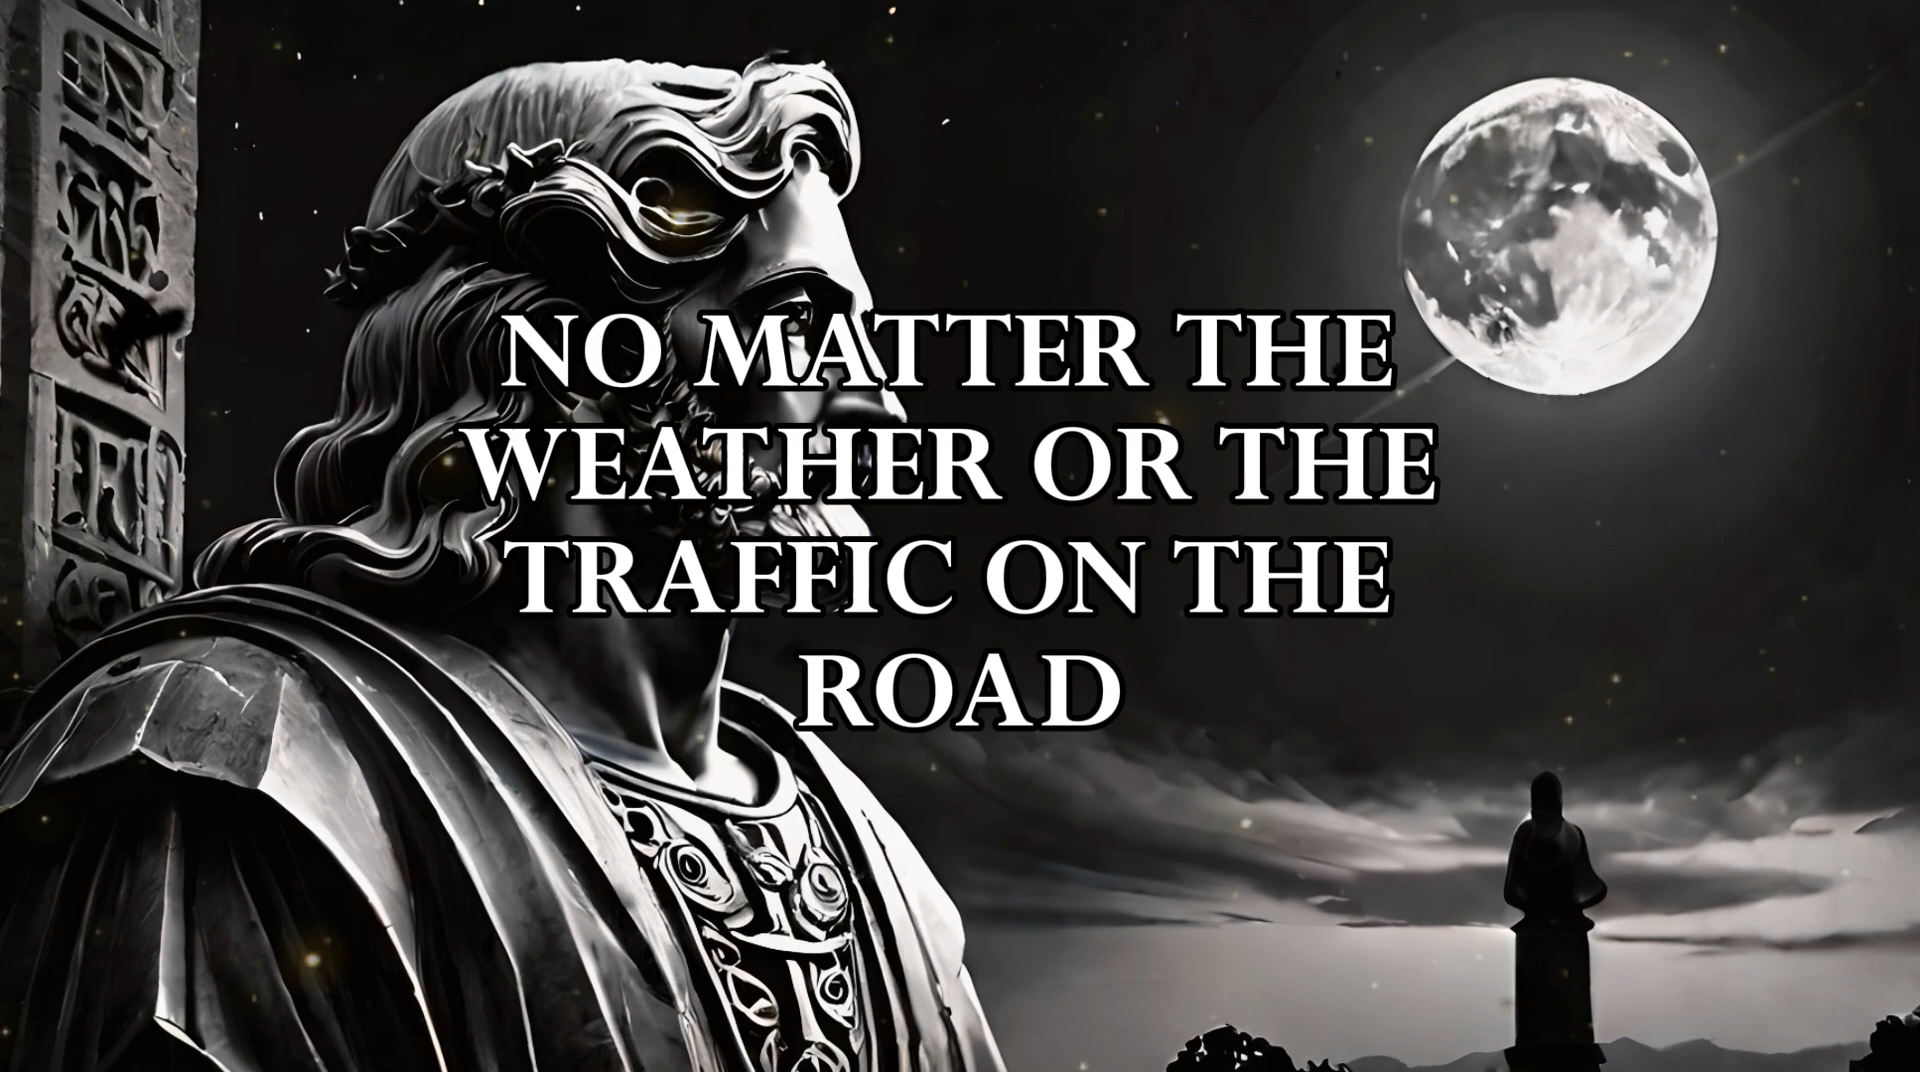 NO MATTER THE
WEATHER OR THE
TRAFFIC ON THE
ROAD